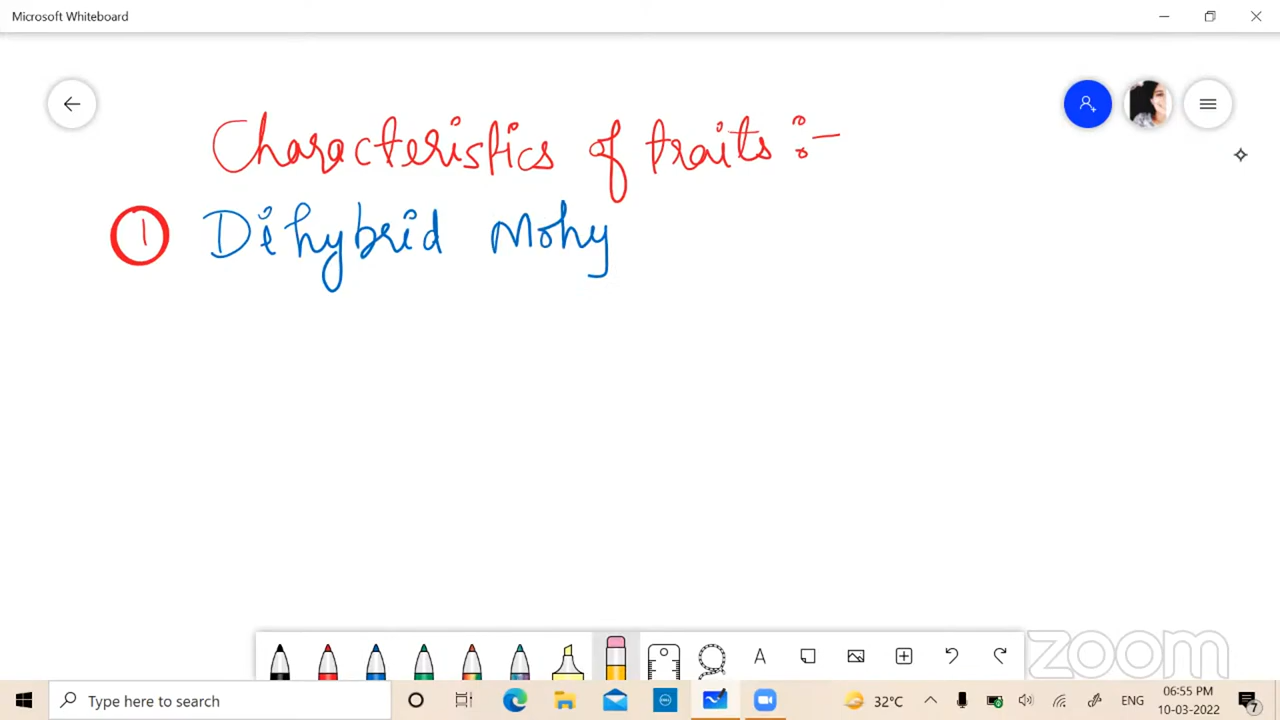 Microsoft Whiteboard
Characteristics of traits :-
1 Dihybrid Mohy
A
zoom
Type here to search
32°C
ENG
06:55 PM
10-03-2022
7